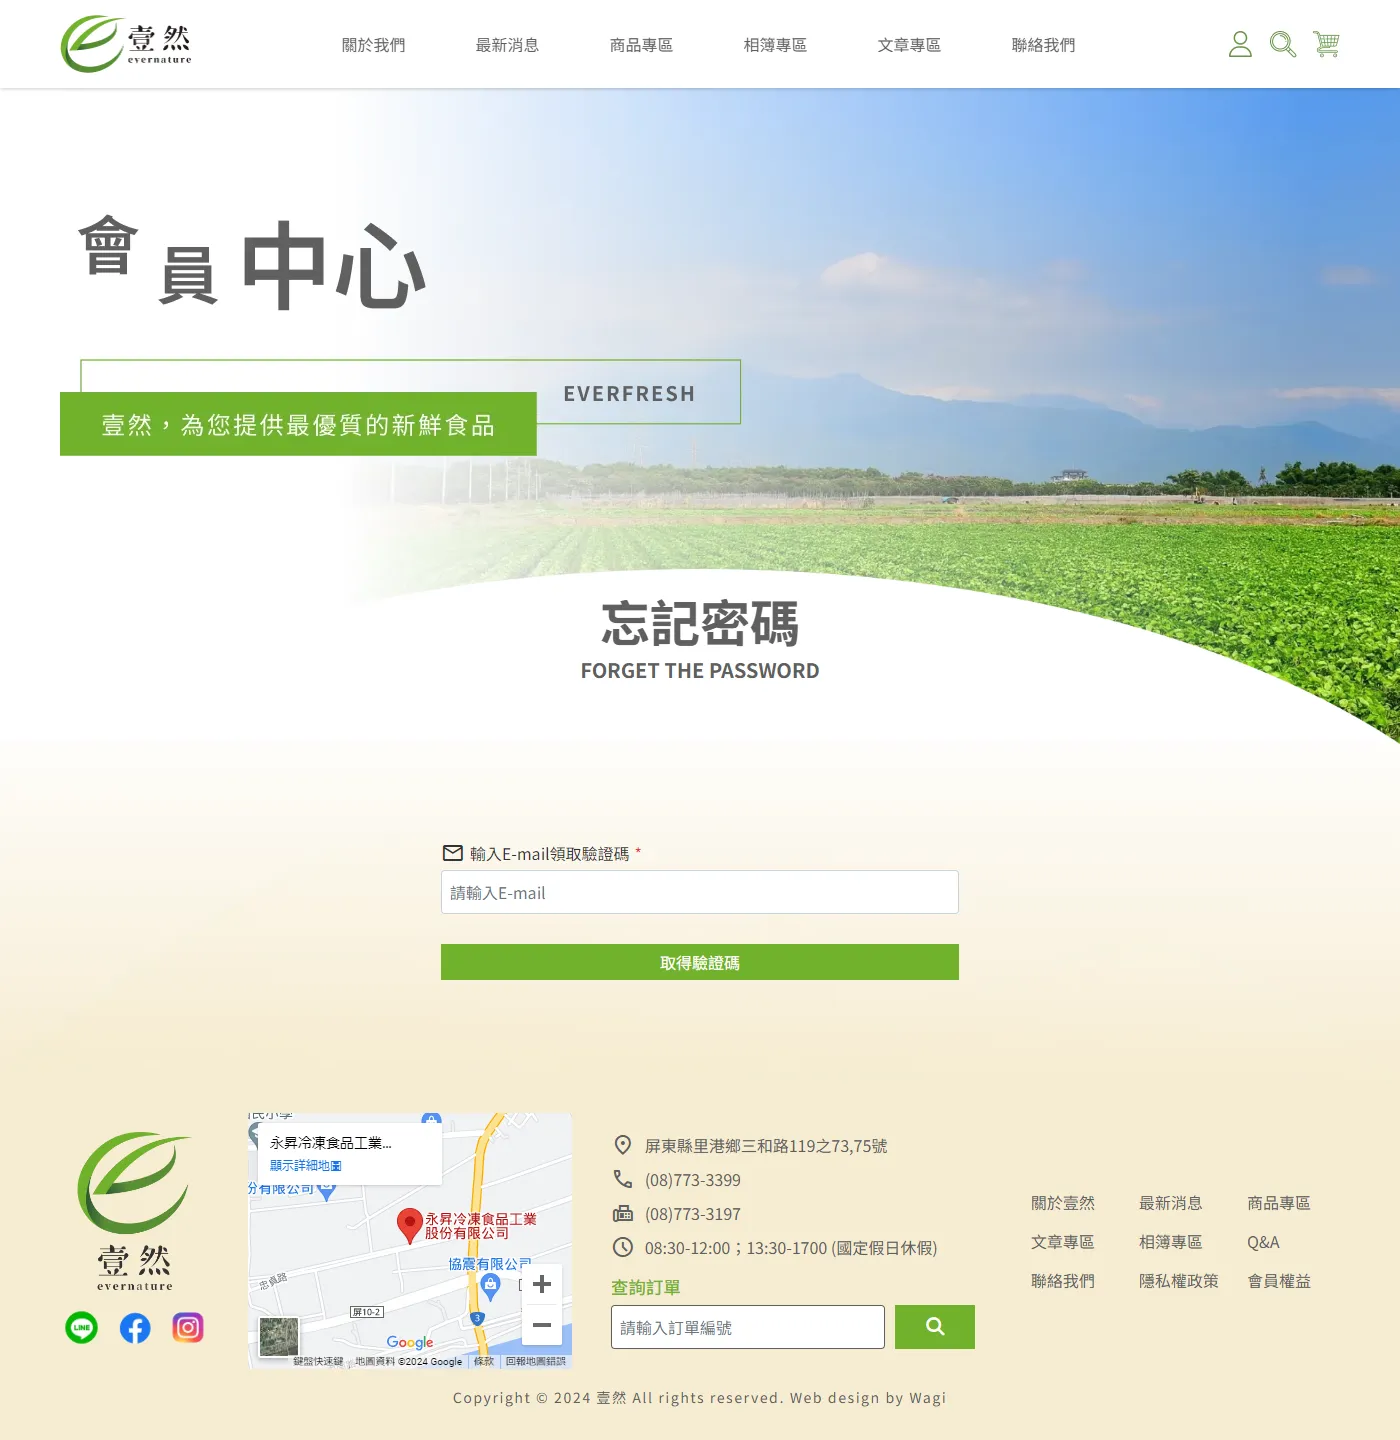 壹然
evernature
關於我們
最新消息
商品專區
相簿專區
文章專區
聯絡我們
會員中心
EVERFRESH
壹然，為您提供最優質的新鮮食品
忘記密碼
FORGET THE PASSWORD
輸入E-mail領取驗證碼 *
請輸入E-mail
取得驗證碼
壹然
evernature
LINE
永昇冷凍食品工業...
顯示詳細地圖
份有限公司
永昇冷凍食品工業
股份有限公司
協震有限公司
忠貞路
屏10-2
3
Google
鍵盤快速鍵
地圖資料 ©2024 Google
條款
回報地圖錯誤
屏東縣里港鄉三和路119之73,75號
(08)773-3399
(08)773-3197
08:30-12:00；13:30-1700 (國定假日休假)
查詢訂單
請輸入訂單編號
關於壹然
最新消息
商品專區
文章專區
相簿專區
Q&A
聯絡我們
隱私權政策
會員權益
Copyright © 2024 壹然 All rights reserved. Web design by Wagi